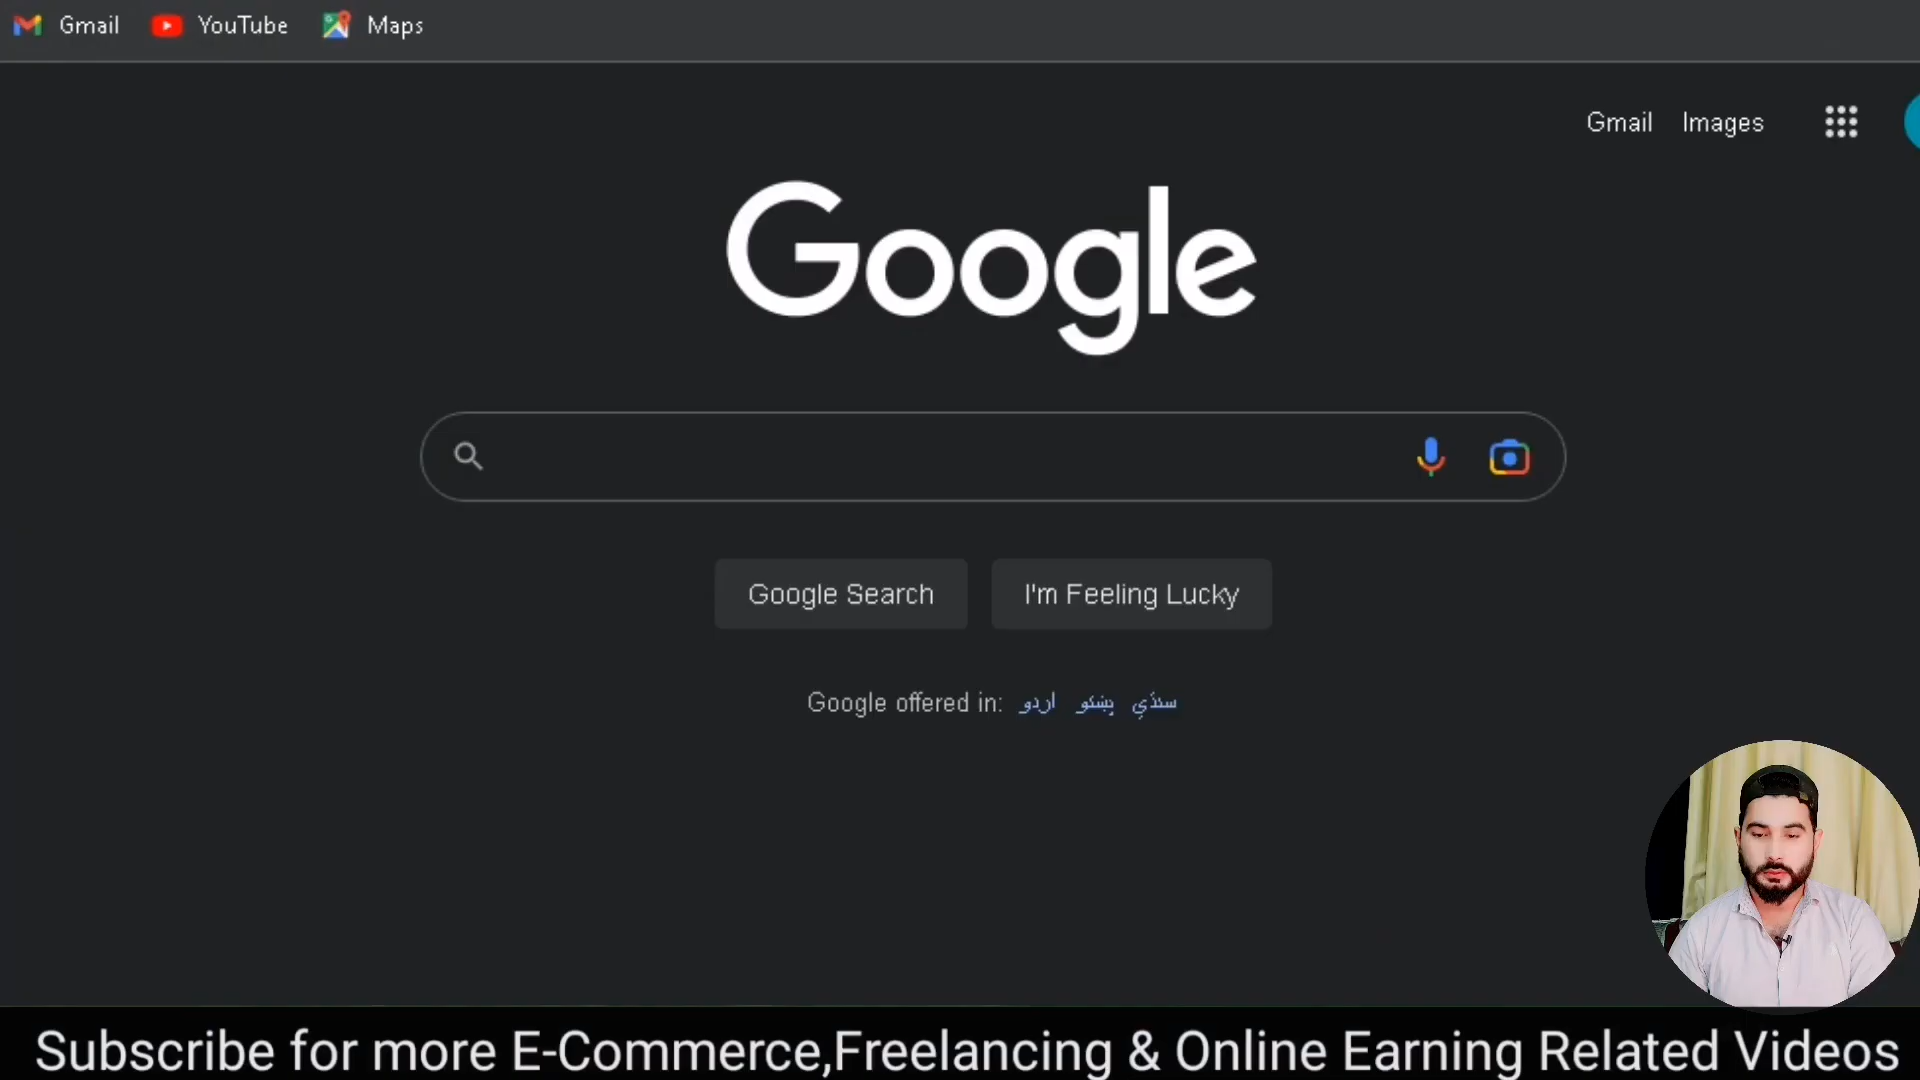 Gmail YouTube Maps
Gmail Images
Google
Google Search I'm Feeling Lucky
Google offered in: اردو پښتو سنڌي
Subscribe for more E-Commerce,Freelancing & Online Earning Related Videos